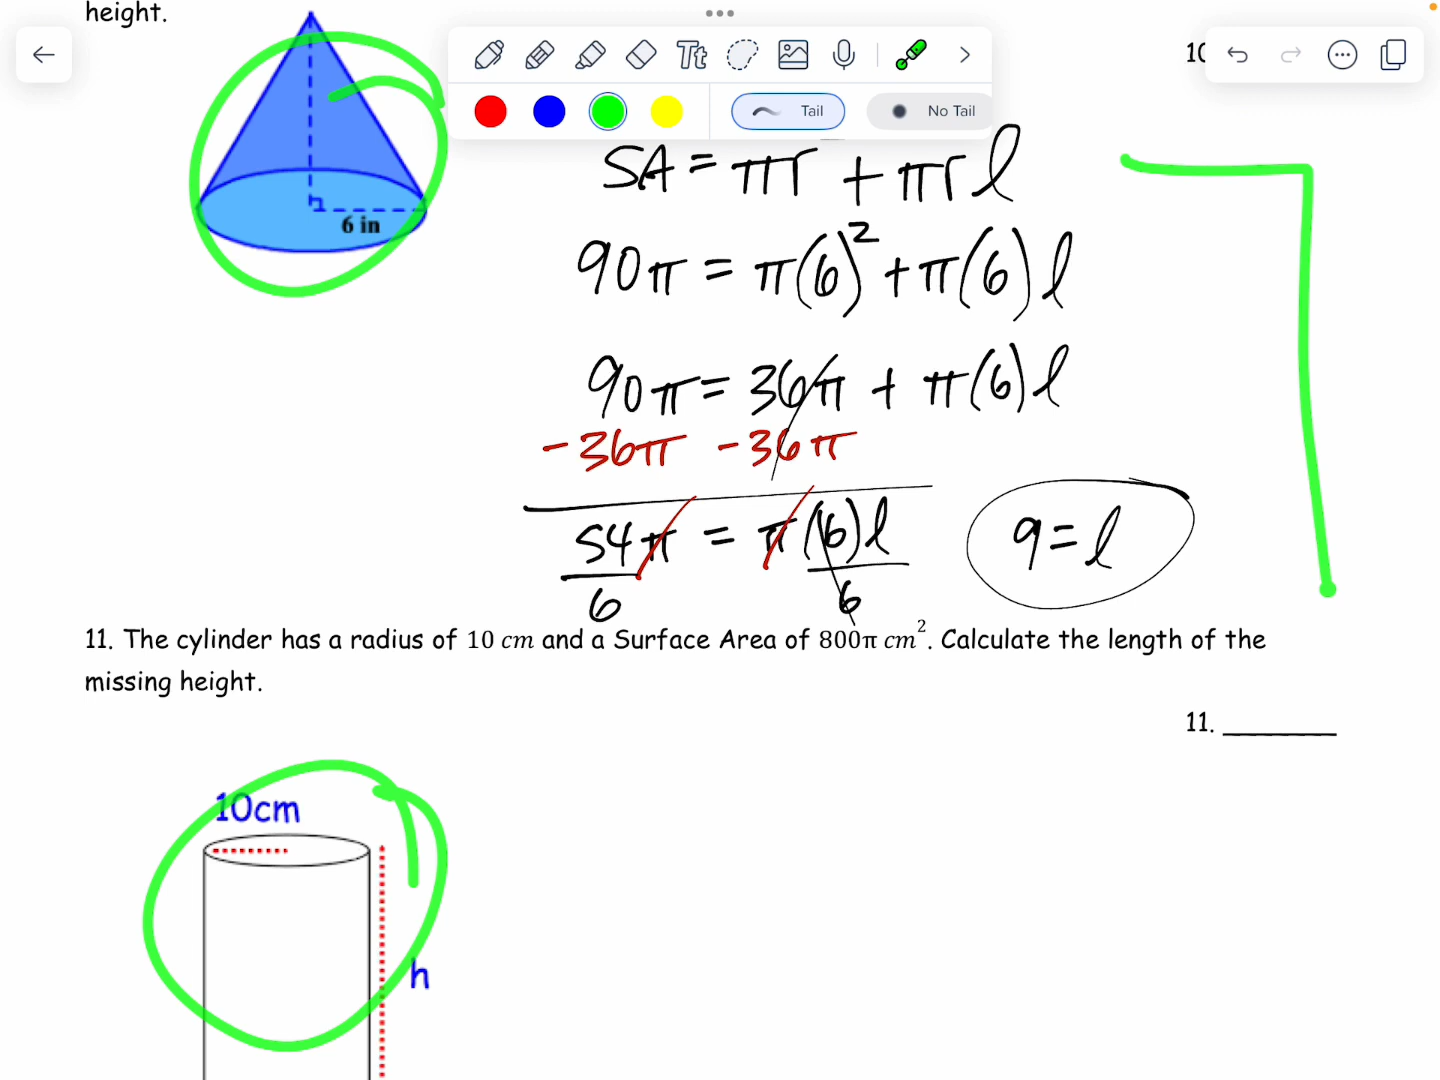 height.
Tt
Tail
No Tail
10
SA = πr + πrl
6 in
90π = π(6)² + π(6)l
90π = 36π + π(6)l
-36π -36π
54π = π(6)l
6 6
9 = l
11. The cylinder has a radius of 10 cm and a Surface Area of 800π cm². Calculate the length of the
missing height.
11. ________
10cm
h